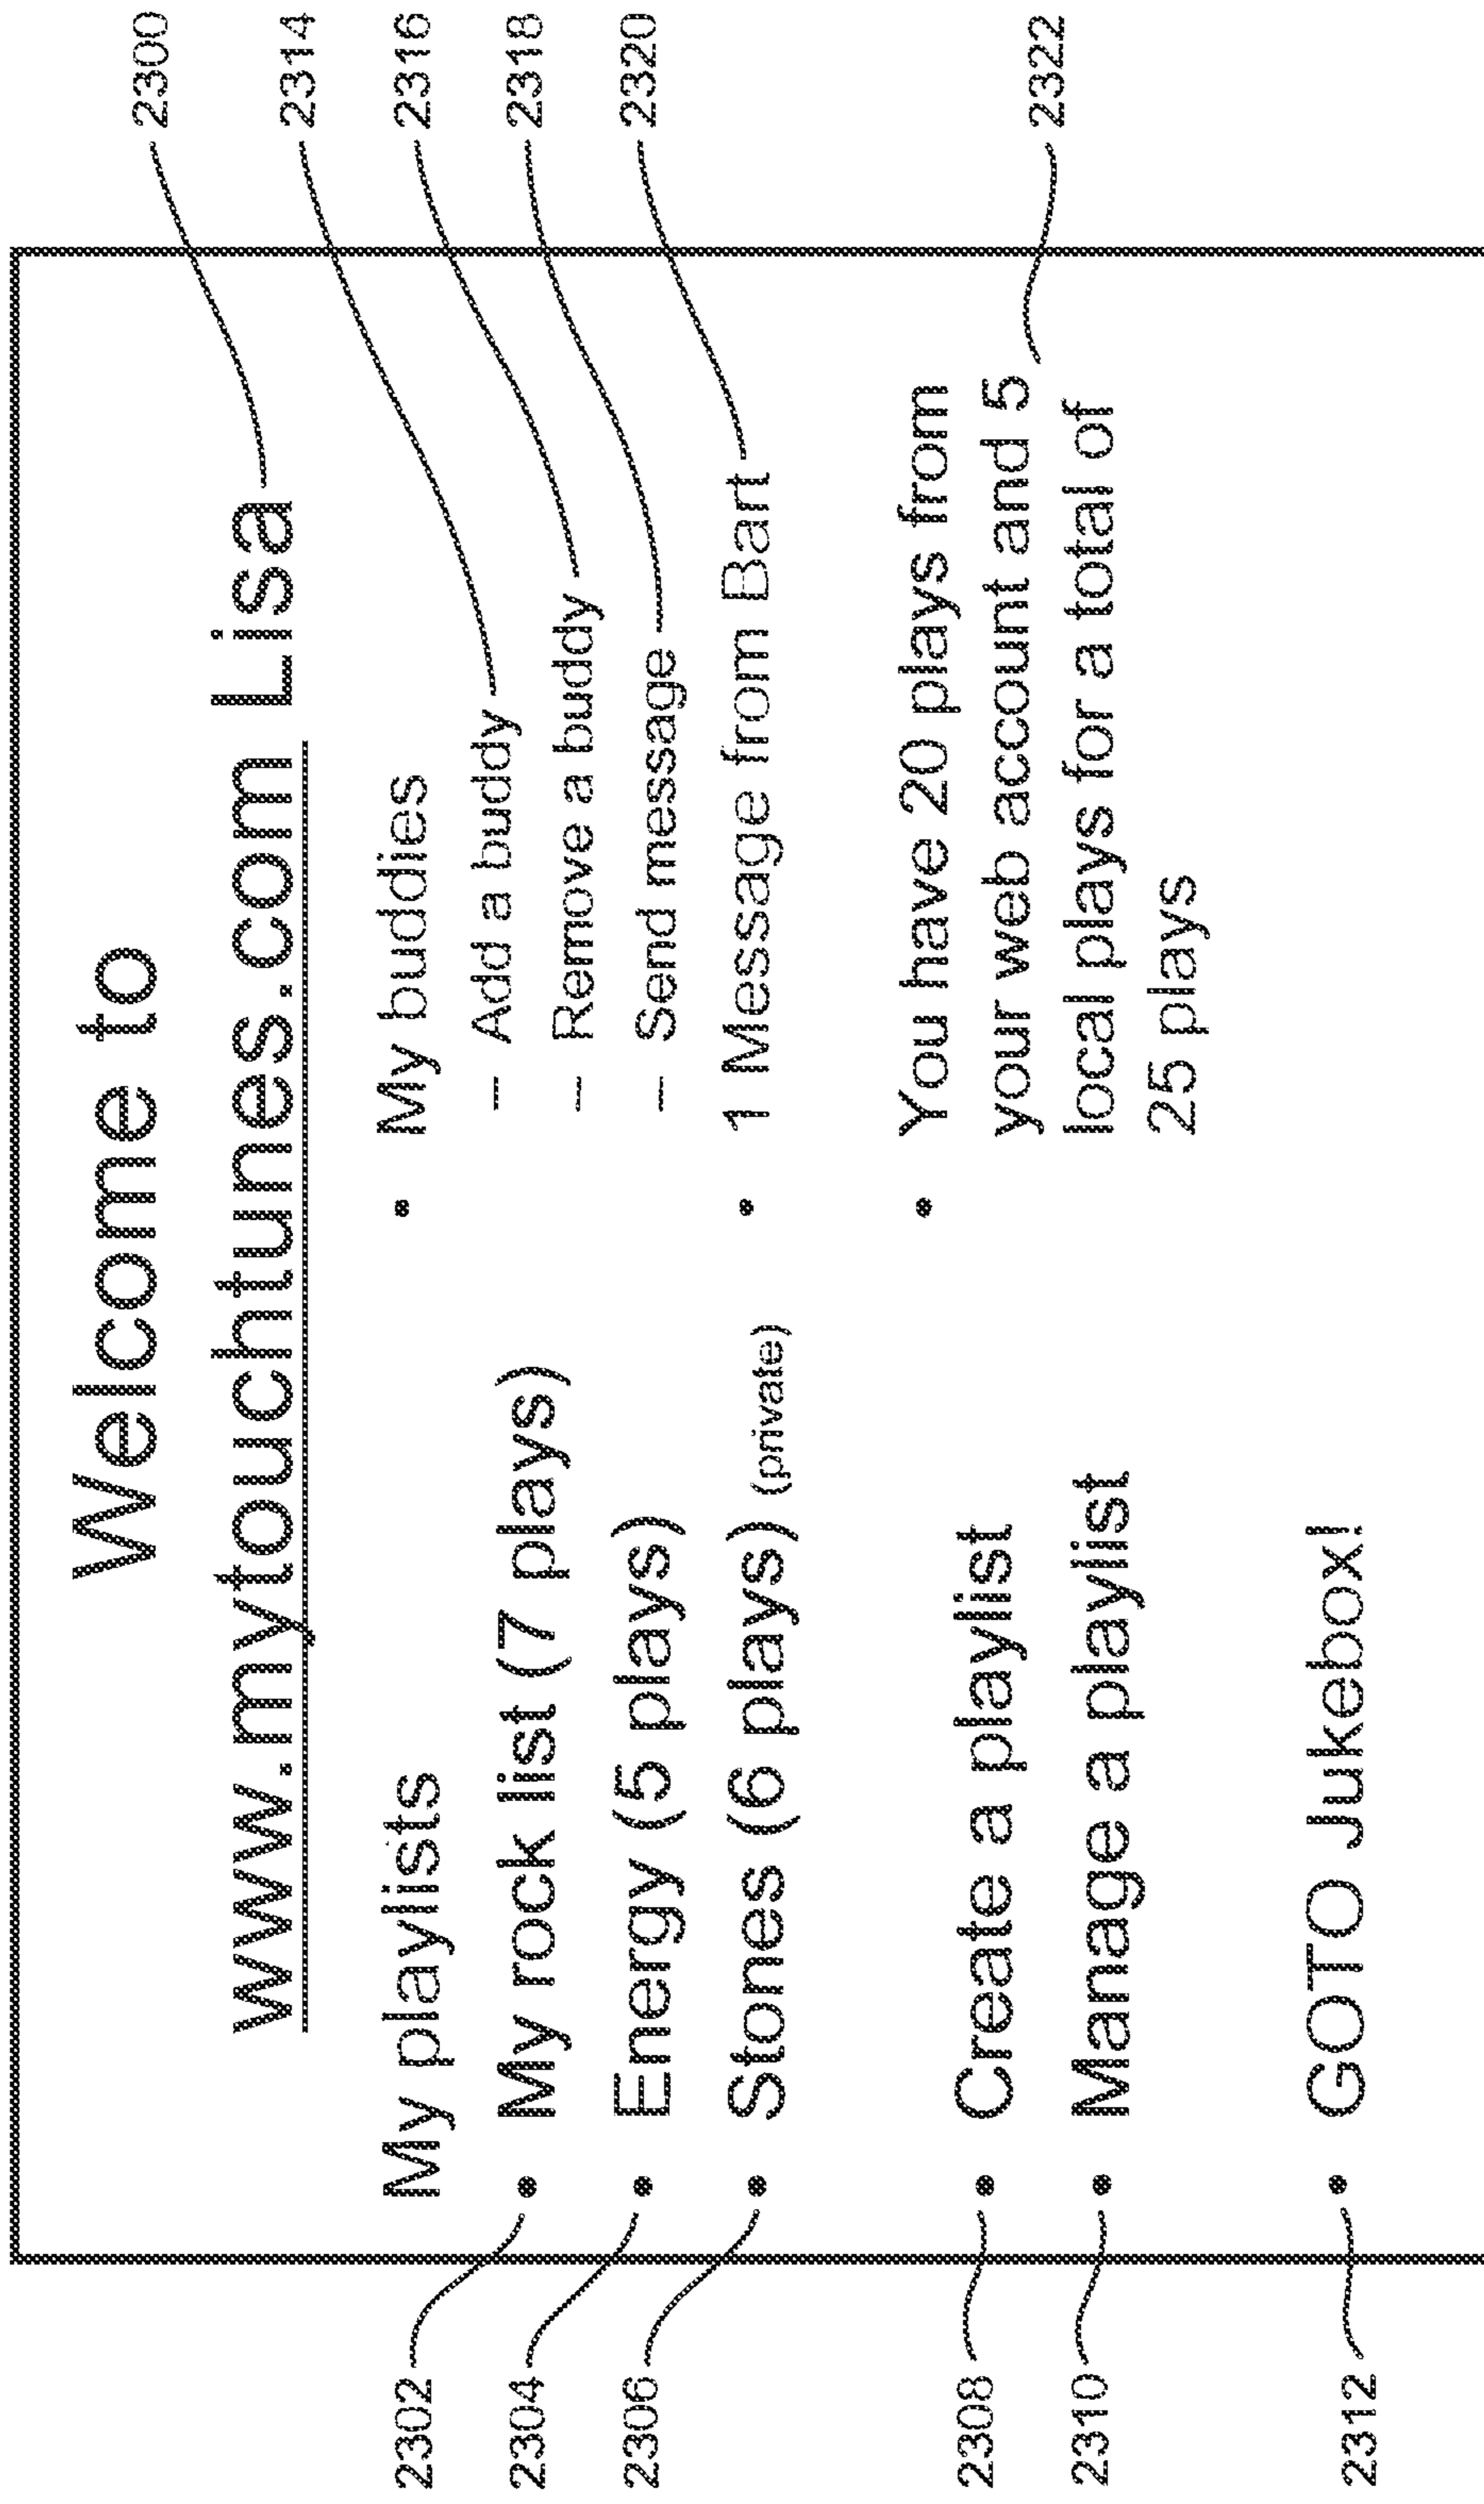 Welcome to
www.mytouchtunes.com Lisa
2300
My playlists
2302
• My rock list (7 plays)
2304
• Energy (5 plays)
2306
• Stones (6 plays) (private)
2308
• Create a playlist
2310
• Manage a playlist
2312
• GOTO Jukebox!
• My buddies
– Add a buddy
2314
– Remove a buddy
2316
– Send message
2318
• 1 Message from Bart
2320
• You have 20 plays from
your web account and 5
2322
local plays for a total of
25 plays